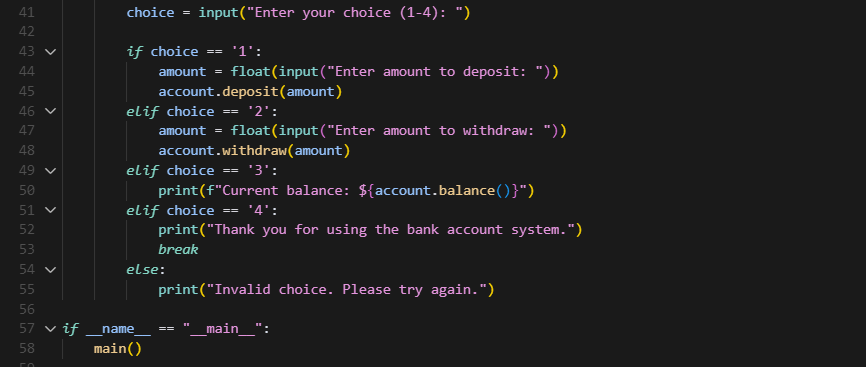 41 choice = input("Enter your choice (1-4): ")
42
43 if choice == '1':
44 amount = float(input("Enter amount to deposit: "))
45 account.deposit(amount)
46 elif choice == '2':
47 amount = float(input("Enter amount to withdraw: "))
48 account.withdraw(amount)
49 elif choice == '3':
50 print(f"Current balance: ${account.balance()}")
51 elif choice == '4':
52 print("Thank you for using the bank account system.")
53 break
54 else:
55 print("Invalid choice. Please try again.")
56
57 if __name__ == "__main__":
58 main()